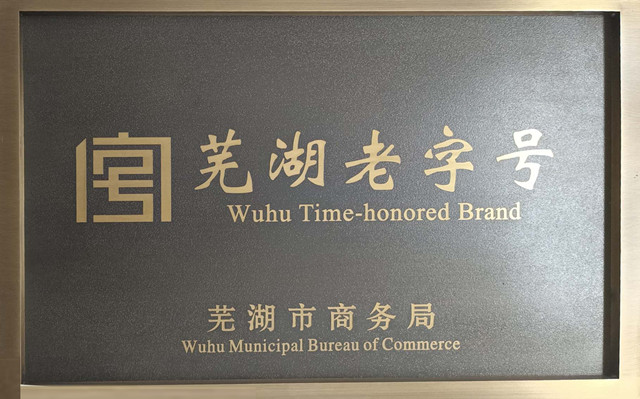 芜湖老字号
Wuhu Time-honored Brand
芜湖市商务局
Wuhu Municipal Bureau of Commerce